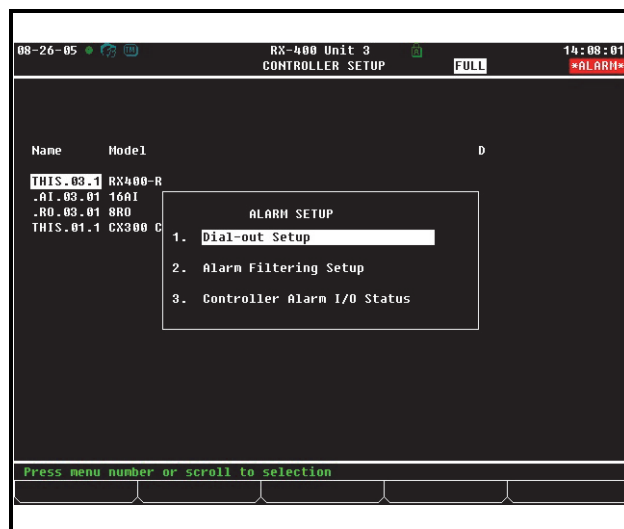 08-26-05 RX-400 Unit 3 14:08:01
CONTROLLER SETUP FULL *ALARM*
Name Model D
THIS.03.1 RX400-R
.AI.03.01 16AI
.RO.03.01 8RO
THIS.01.1 CX300 C
ALARM SETUP
1. Dial-out Setup
2. Alarm Filtering Setup
3. Controller Alarm I/O Status
Press menu number or scroll to selection